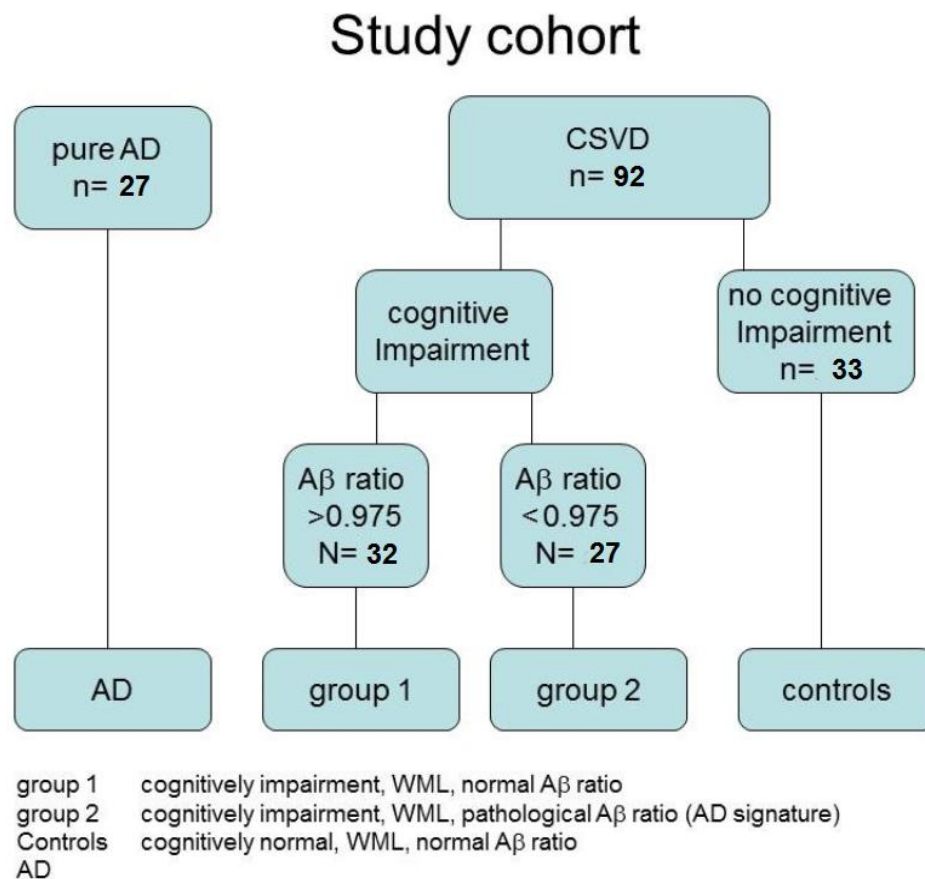 Study cohort
pure AD
n= 27
CSVD
n= 92
cognitive
Impairment
no cognitive
Impairment
n= 33
Aβ ratio
>0.975
N= 32
Aβ ratio
<0.975
N= 27
AD
group 1
group 2
controls
group 1 cognitively impairment, WML, normal Aβ ratio
group 2 cognitively impairment, WML, pathological Aβ ratio (AD signature)
Controls cognitively normal, WML, normal Aβ ratio
AD